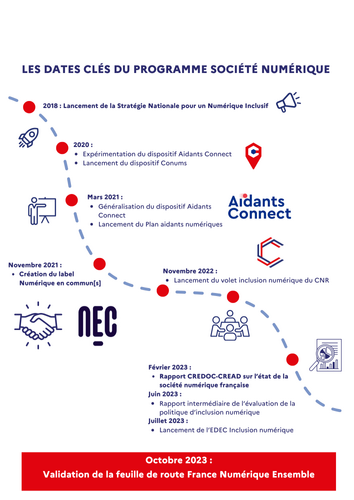 LES DATES CLÉS DU PROGRAMME SOCIÉTÉ NUMÉRIQUE
2018 : Lancement de la Stratégie Nationale pour un Numérique Inclusif
2020 :
Expérimentation du dispositif Aidants Connect
Lancement du dispositif Conums
Mars 2021 :
Généralisation du dispositif Aidants
Connect
Lancement du Plan aidants numériques
Aidants
Connect
Novembre 2021 :
Création du label
Numérique en commun[s]
NEC
Novembre 2022 :
Lancement du volet inclusion numérique du CNR
Février 2023 :
Rapport CREDOC-CREAD sur l'état de la
société numérique française
Juin 2023 :
Rapport intermédiaire de l'évaluation de la
politique d'inclusion numérique
Juillet 2023 :
Lancement de l'EDEC Inclusion numérique
Octobre 2023 :
Validation de la feuille de route France Numérique Ensemble